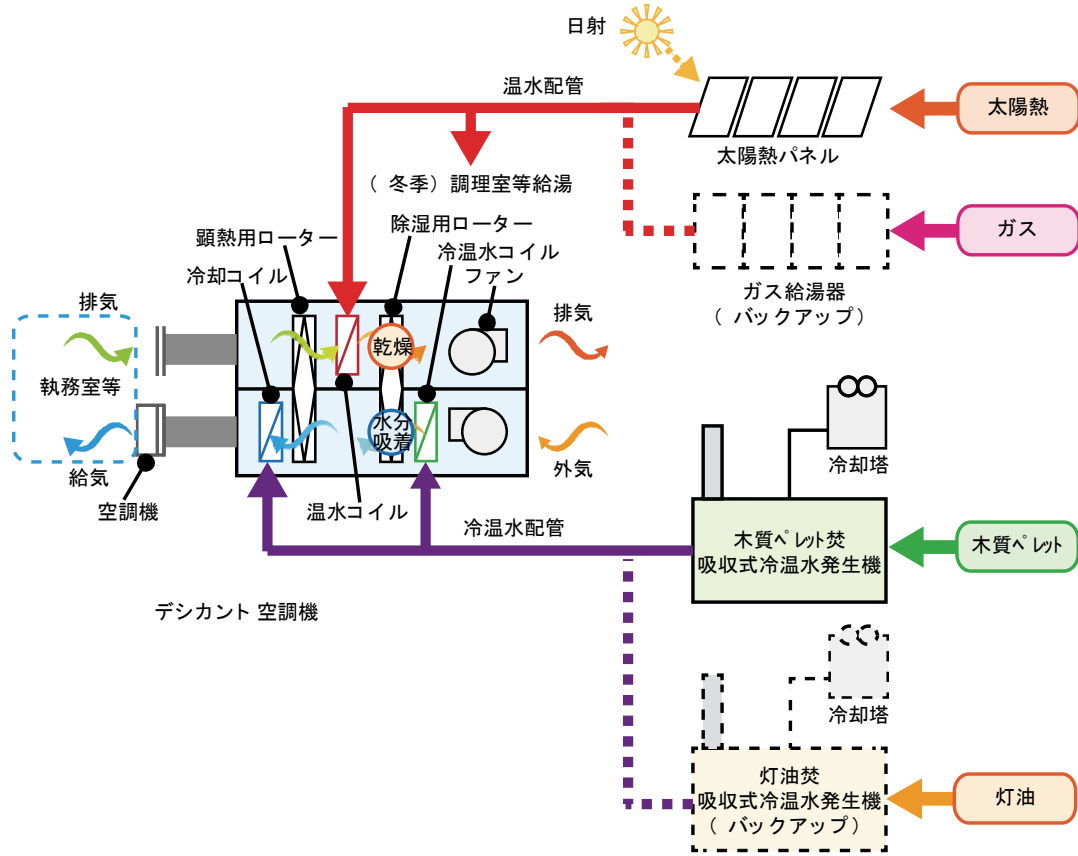 日射
温水配管
太陽熱
太陽熱パネル
（ 冬季）調理室等給湯
ガス
除湿用ローター
顕熱用ローター
冷温水コイル
冷却コイル
ファン
ガス給湯器
（ バックアップ）
排気
排気
乾燥
執務室等
水分
吸着
給気
外気
冷却塔
空調機
温水コイル
冷温水配管
木質ペレット焚
吸収式冷温水発生機
木質ペレット
デシカント 空調機
冷却塔
灯油焚
吸収式冷温水発生機
（ バックアップ）
灯油